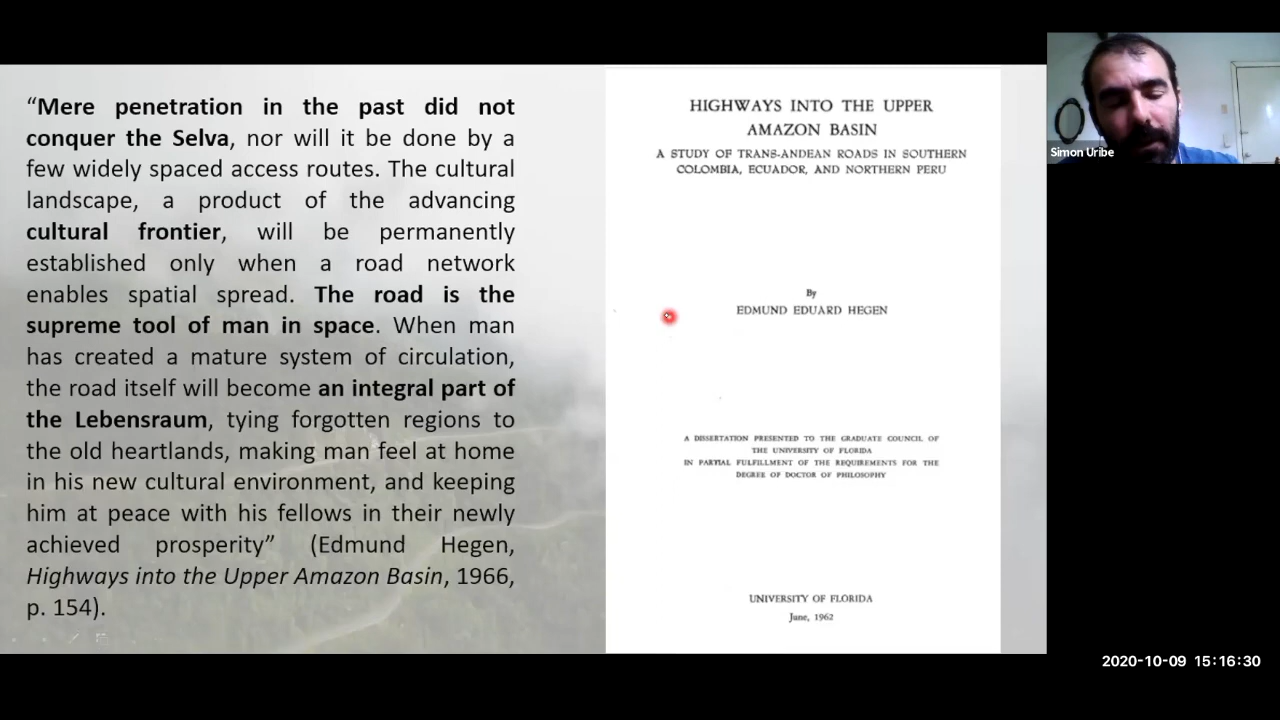 “Mere penetration in the past did not
conquer the Selva, nor will it be done by a
few widely spaced access routes. The cultural
landscape, a product of the advancing
cultural frontier, will be permanently
established only when a road network
enables spatial spread. The road is the
supreme tool of man in space. When man
has created a mature system of circulation,
the road itself will become an integral part of
the Lebensraum, tying forgotten regions to
the old heartlands, making man feel at home
in his new cultural environment, and keeping
him at peace with his fellows in their newly
achieved prosperity” (Edmund Hegen,
Highways into the Upper Amazon Basin, 1966,
p. 154).
HIGHWAYS INTO THE UPPER
AMAZON BASIN
A STUDY OF TRANS-ANDEAN ROADS IN SOUTHERN
COLOMBIA, ECUADOR, AND NORTHERN PERU
By
EDMUND EDUARD HEGEN
A DISSERTATION PRESENTED TO THE GRADUATE COUNCIL OF
THE UNIVERSITY OF FLORIDA
IN PARTIAL FULFILLMENT OF THE REQUIREMENTS FOR THE
DEGREE OF DOCTOR OF PHILOSOPHY
UNIVERSITY OF FLORIDA
June, 1962
Simon Uribe
2020-10-09 15:16:30